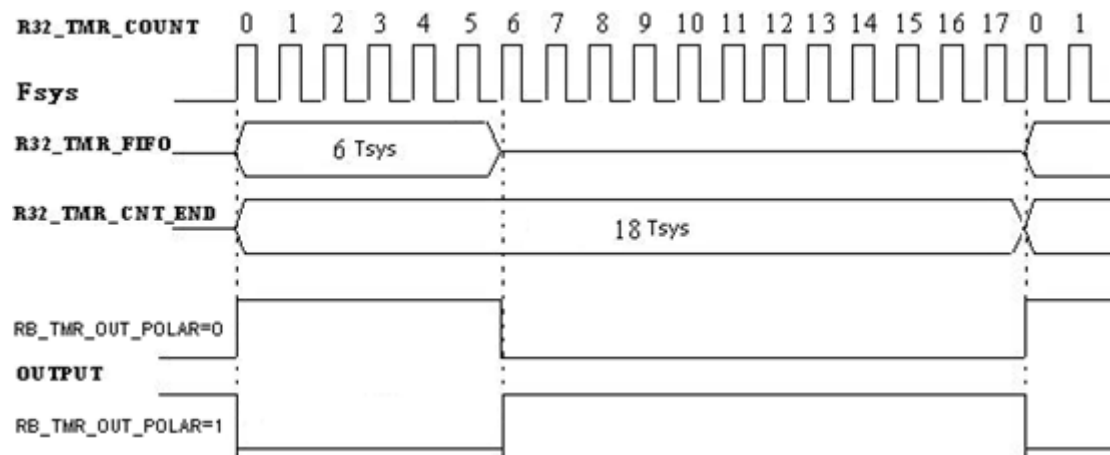 R32_TMR_COUNT 0 1 2 3 4 5 6 7 8 9 10 11 12 13 14 15 16 17 0 1
Fsys
R32_TMR_FIFO 6 Tsys
R32_TMR_CNT_END 18 Tsys
RB_TMR_OUT_POLAR=0
OUTPUT
RB_TMR_OUT_POLAR=1